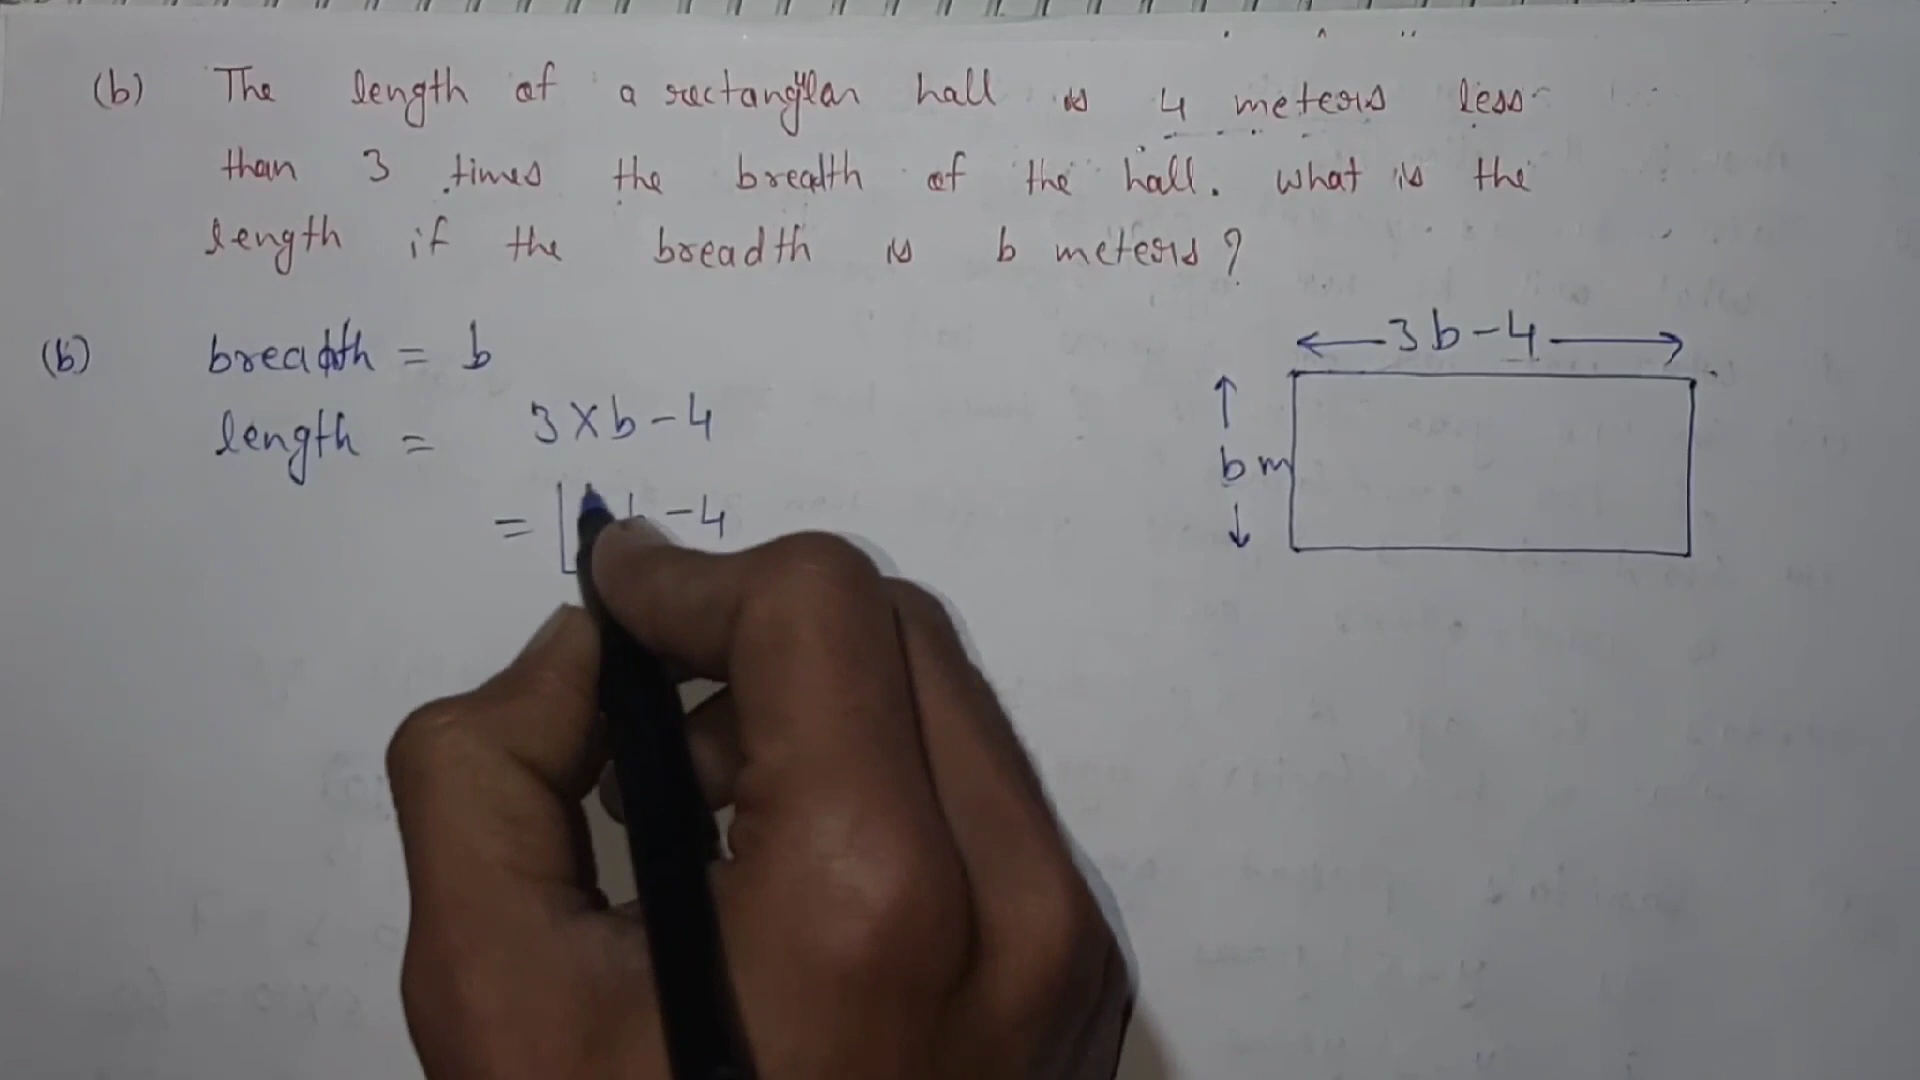 (b) The length of a rectangular hall is 4 meters less
than 3 times the breadth of the hall. What is the
length if the breadth is b meters?
(b) breadth = b
length = 3 × b - 4
= - 4
3b - 4
b m